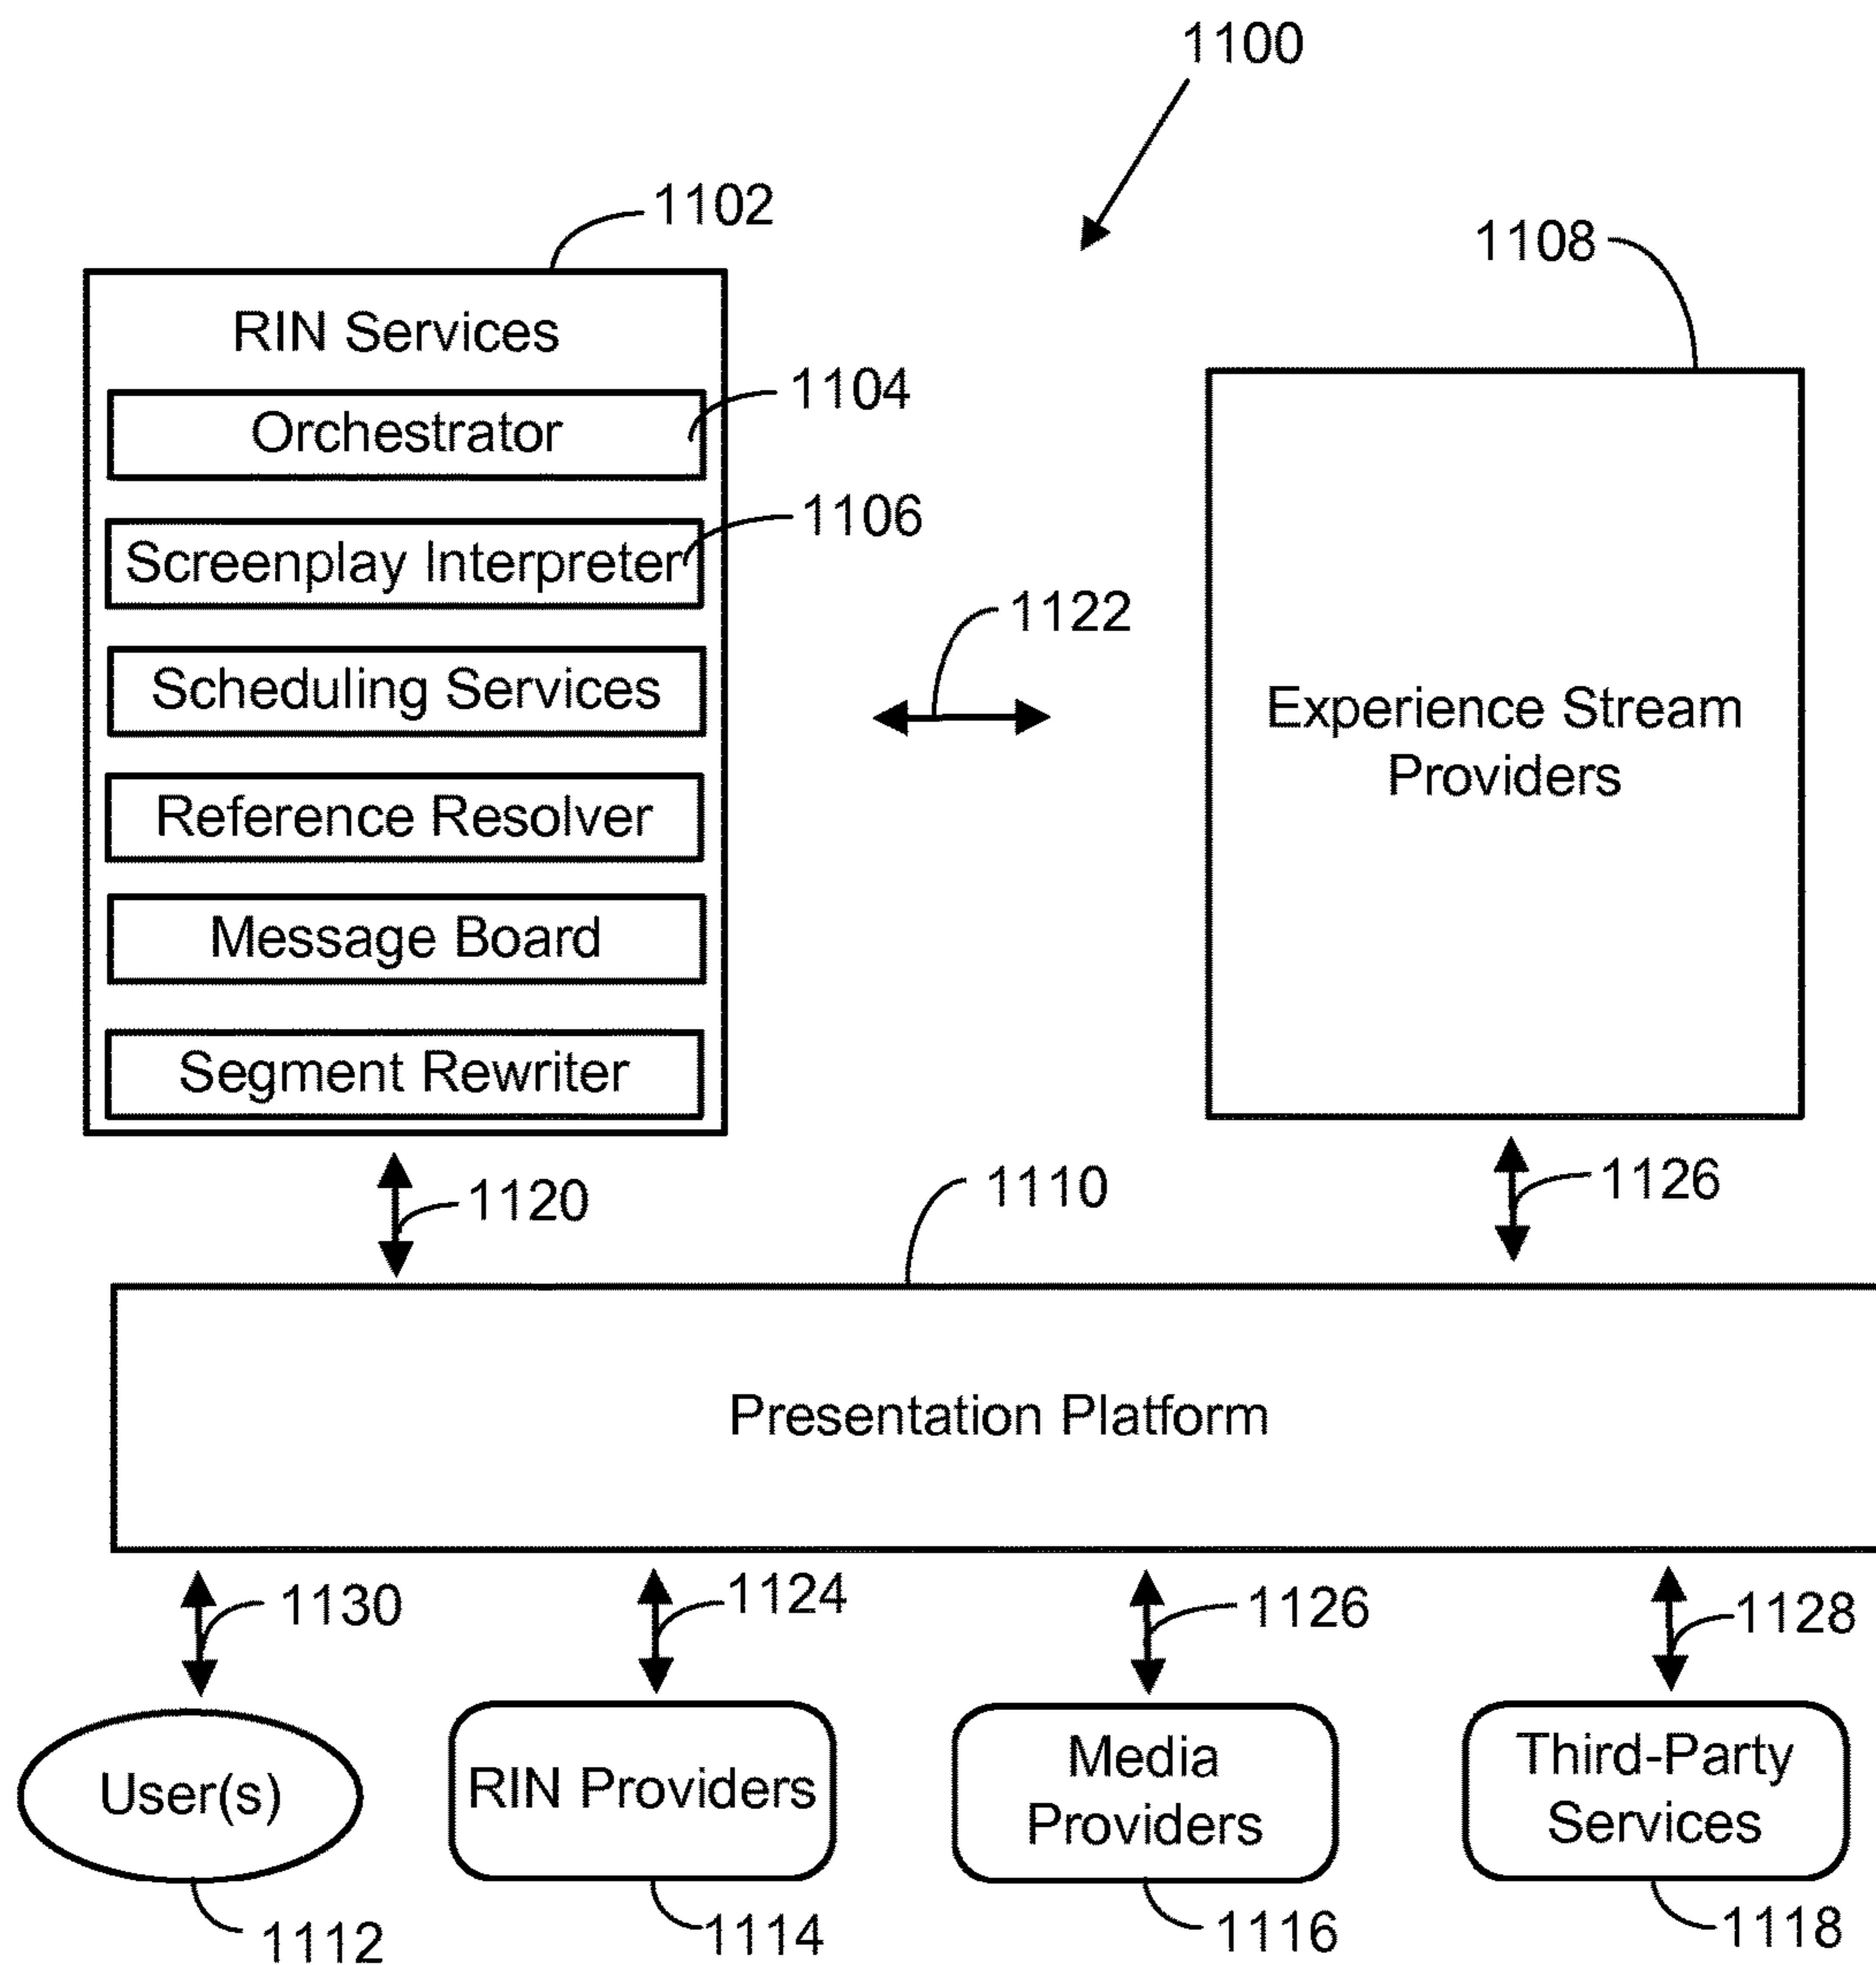 1100
1102
1108
RIN Services
1104
Orchestrator
1106
Screenplay Interpreter
1122
Scheduling Services
Experience Stream
Providers
Reference Resolver
Message Board
Segment Rewriter
1120
1110
1126
Presentation Platform
1130
1124
1126
1128
User(s)
RIN Providers
Media
Providers
Third-Party
Services
1112
1114
1116
1118